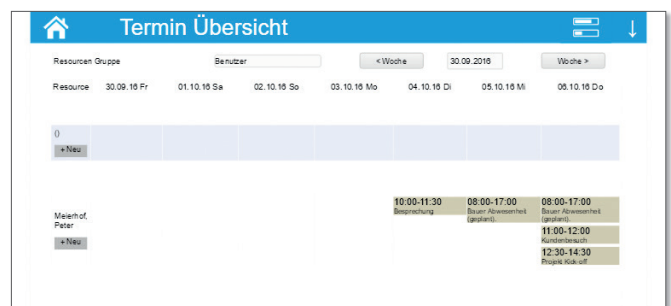 Termin Übersicht
Resourcen Gruppe Benutzer < Woche 30.09.2016 Woche >
Resource 30.09.16 Fr 01.10.16 Sa 02.10.16 So 03.10.16 Mo 04.10.16 Di 05.10.16 Mi 06.10.16 Do
()
+ Neu
10:00-11:30 08:00-17:00 08:00-17:00
Besprechung Bauer Abwesenheit Bauer Abwesenheit
(geplant). (geplant).
Meierhof,
Peter
11:00-12:00
+ Neu Kundenbesuch
12:30-14:30
Projekt Kick-off